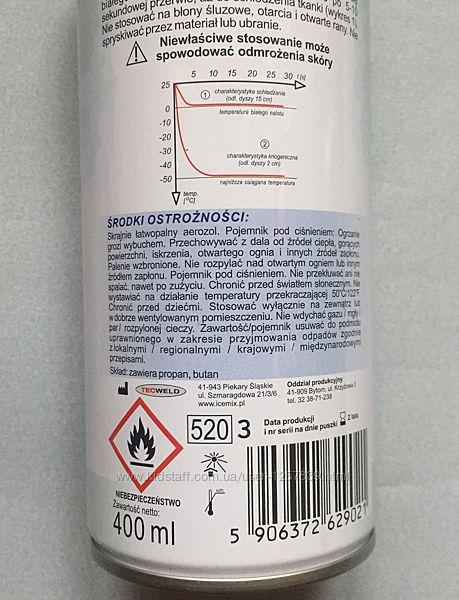 sekundowej przerwie, aż do schłodzenia tkanki (wykres 1).
Nie stosować na błony śluzowe, otarcia i otwarte rany. Nie
spryskiwać przez materiał lub ubranie.
Niewłaściwe stosowanie może
spowodować odmrożenia skóry
5 10 15 20 25 30 t [s]
25
0
-10
-20
-30
-40
-50
1 charakterystyka schładzania
(odl. dyszy 15 cm)
temperatura białego nalotu
2
charakterystyka kriogeniczna
(odl. dyszy 2 cm)
najniższa osiągana temperatura
temp.
[°C]
ŚRODKI OSTROŻNOŚCI:
Skrajnie łatwopalny aerozol. Pojemnik pod ciśnieniem: Ogrzanie
grozi wybuchem. Przechowywać z dala od źródeł ciepła, gorących
powierzchni, iskrzenia, otwartego ognia i innych źródeł zapłonu.
Palenie wzbronione. Nie rozpylać nad otwartym ogniem lub innym
źródłem zapłonu. Pojemnik pod ciśnieniem. Nie przekłuwać ani nie
spalać, nawet po zużyciu. Chronić przed światłem słonecznym. Nie
wystawiać na działanie temperatury przekraczającej 50°C/122°F.
Chronić przed dziećmi. Stosować wyłącznie na zewnątrz lub
w dobrze wentylowanym pomieszczeniu. Nie wdychać gazu / mgły /
par / rozpylonej cieczy. Zawartość/pojemnik usuwać do podmiotu
uprawnionego w zakresie przyjmowania odpadów zgodnie
z lokalnymi / regionalnymi / krajowymi / międzynarodowymi
przepisami.
Skład: zawiera propan, butan
TECWELD
41-943 Piekary Śląskie
ul. Szmaragdowa 21/3/6
www.icemix.pl
Oddział produkcyjny
41-909 Bytom, ul. Krzyżowa 2
tel. 32 38-71-238
520 3
Data produkcji
i nr serii na dnie puszki
NIEBEZPIECZEŃSTWO
Zawartość netto:
400 ml
5 906372 629021